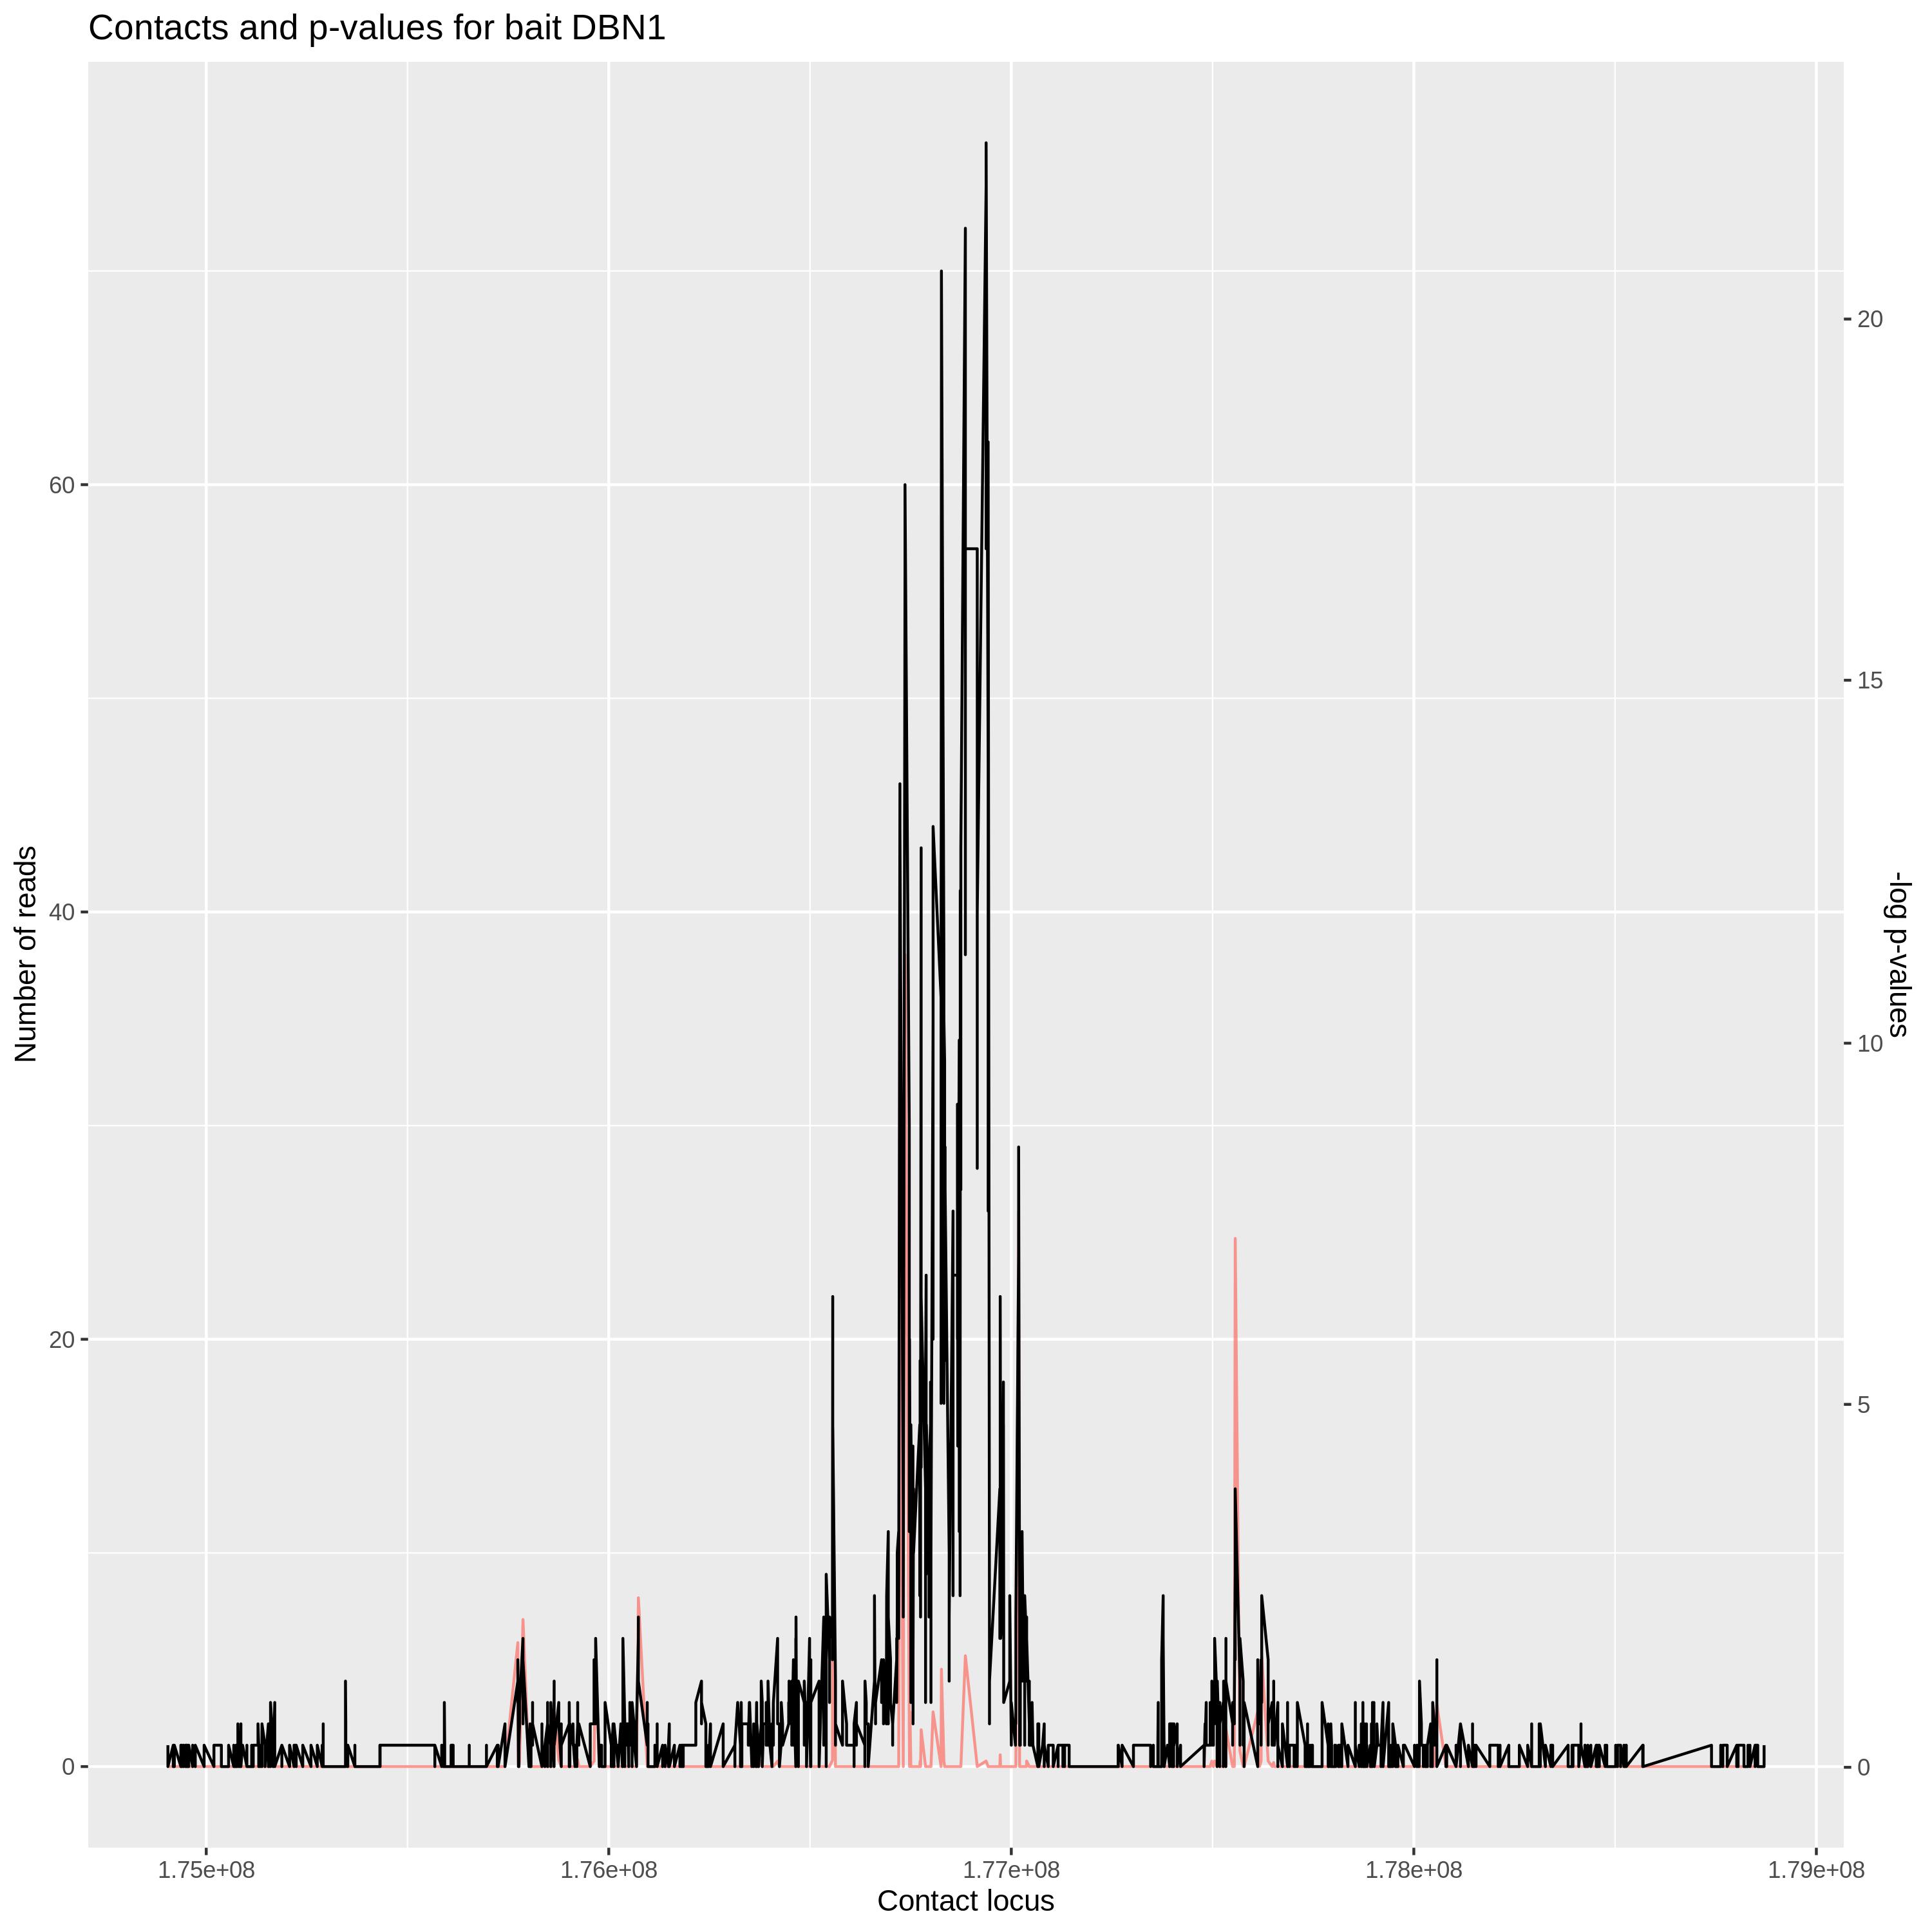 Contacts and p-values for bait DBN1
60
40
20
0
Number of reads
20
15
10
5
0
-log p-values
1.75e+08 1.76e+08 1.77e+08 1.78e+08 1.79e+08
Contact locus